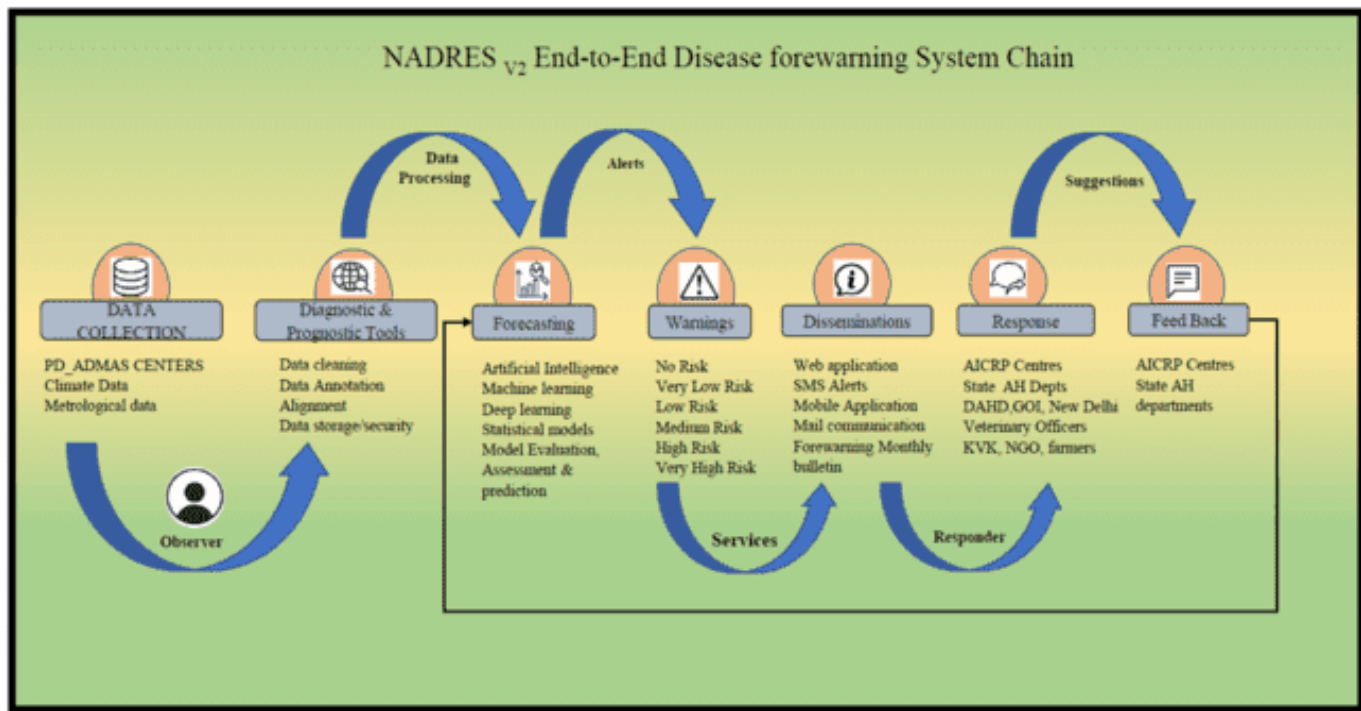 NADRES V2 End-to-End Disease forewarning System Chain
Data
Processing
Alerts
Suggestions
DATA
COLLECTION
Diagnostic &
Prognostic Tools
Forecasting
Warnings
Disseminations
Response
Feed Back
PD_ADMAS CENTERS
Climate Data
Metrological data
Data cleaning
Data Annotation
Alignment
Data storage/security
Artificial Intelligence
Machine learning
Deep learning
Statistical models
Model Evaluation,
Assessment &
prediction
No Risk
Very Low Risk
Low Risk
Medium Risk
High Risk
Very High Risk
Web application
SMS Alerts
Mobile Application
Mail communication
Forewarning Monthly
bulletin
AICRP Centres
State AH Depts
DAHD,GOI, New Delhi
Veterinary Officers
KVK, NGO, farmers
AICRP Centres
State AH
departments
Observer
Services
Responder